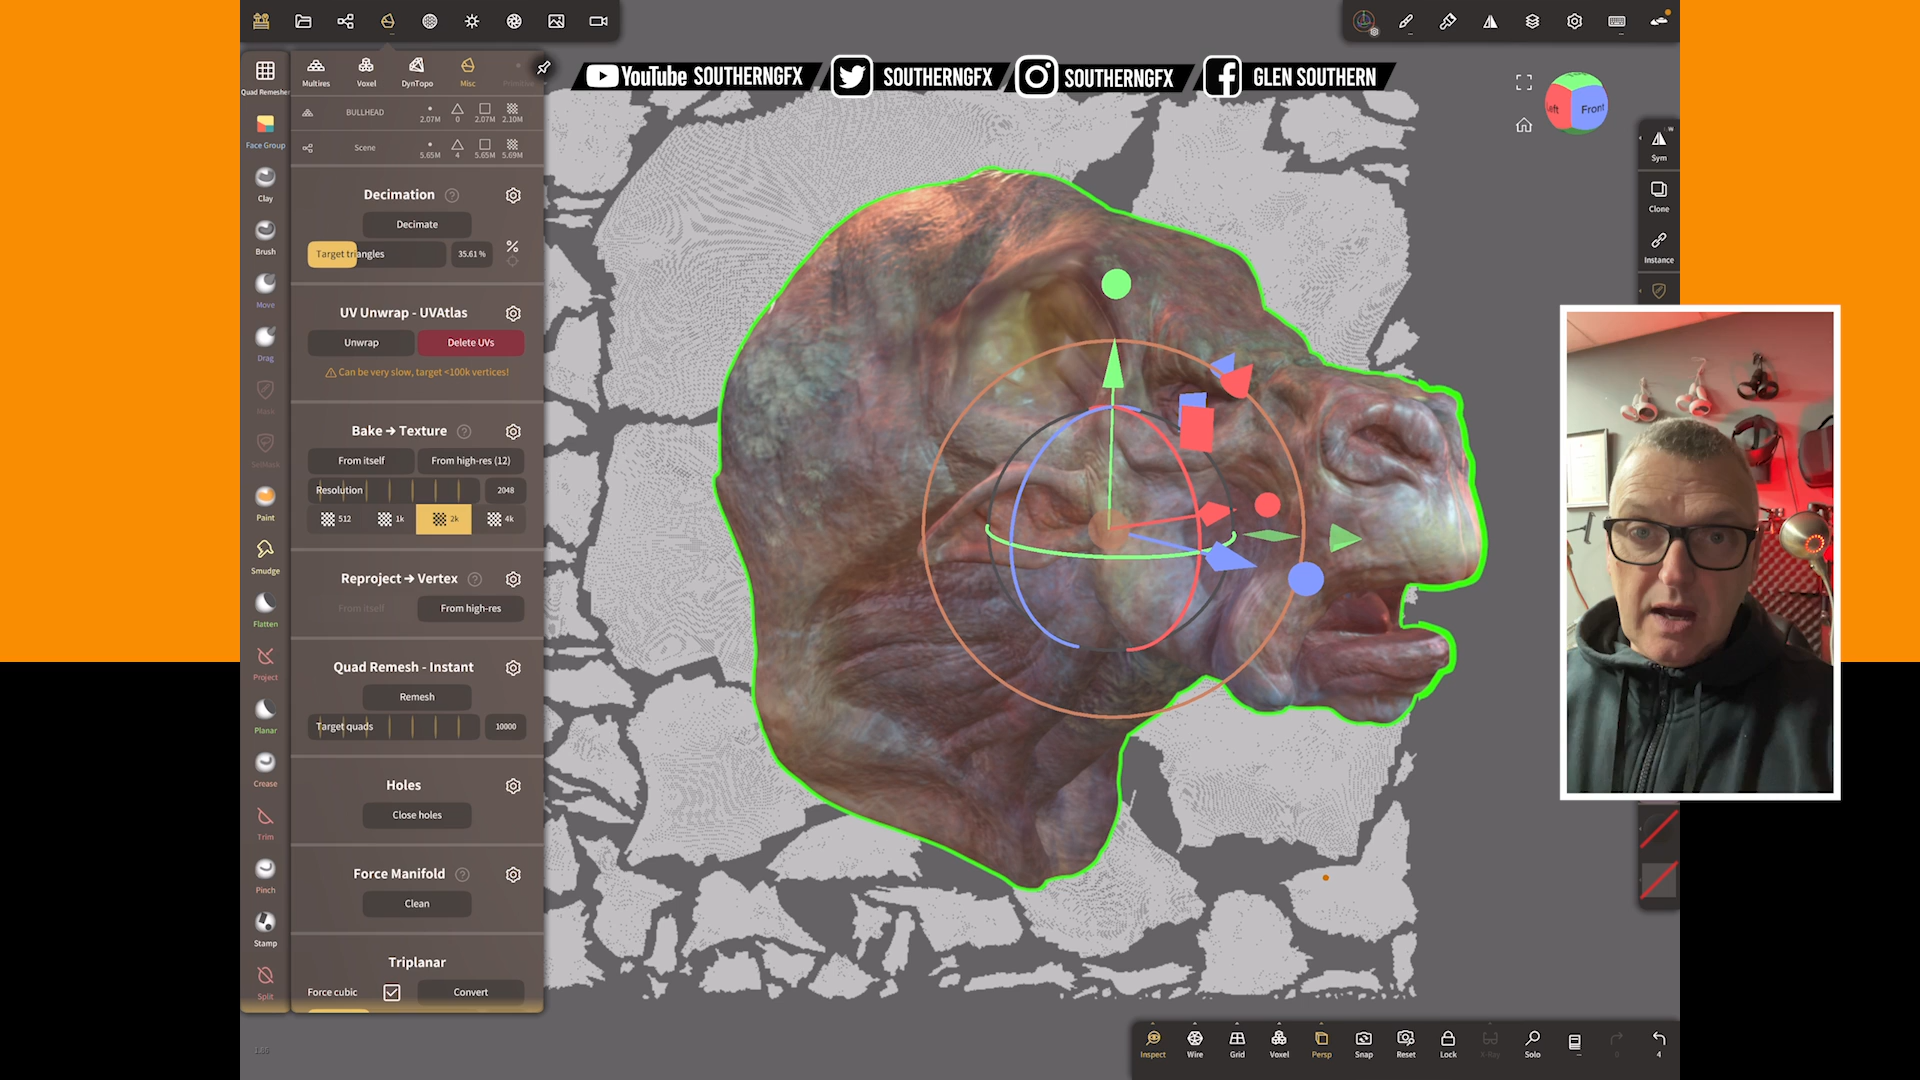 YouTube SOUTHERNGFX
SOUTHERNGFX
SOUTHERNGFX
GLEN SOUTHERN
Quad Remesher
Face Group
Clay
Brush
Move
Drag
Mask
SelMask
Paint
Smudge
Flatten
Project
Planar
Crease
Trim
Pinch
Stamp
Split
Multires
Voxel
DynTopo
Misc
BULLHEAD
2.07M
0
2.07M
2.10M
Scene
5.65M
4
5.65M
5.69M
Decimation
Decimate
Target triangles
35.61 %
UV Unwrap - UVAtlas
Unwrap
Delete UVs
Can be very slow, target <100k vertices!
Bake → Texture
From itself
From high-res (12)
Resolution
2048
512
1k
2k
4k
Reproject → Vertex
From itself
From high-res
Quad Remesh - Instant
Remesh
Target quads
10000
Holes
Close holes
Force Manifold
Clean
Triplanar
Force cubic
Convert
Front
Sym
Clone
Instance
Inspect
Wire
Grid
Voxel
Persp
Snap
Reset
Lock
X-Ray
Solo
0
4